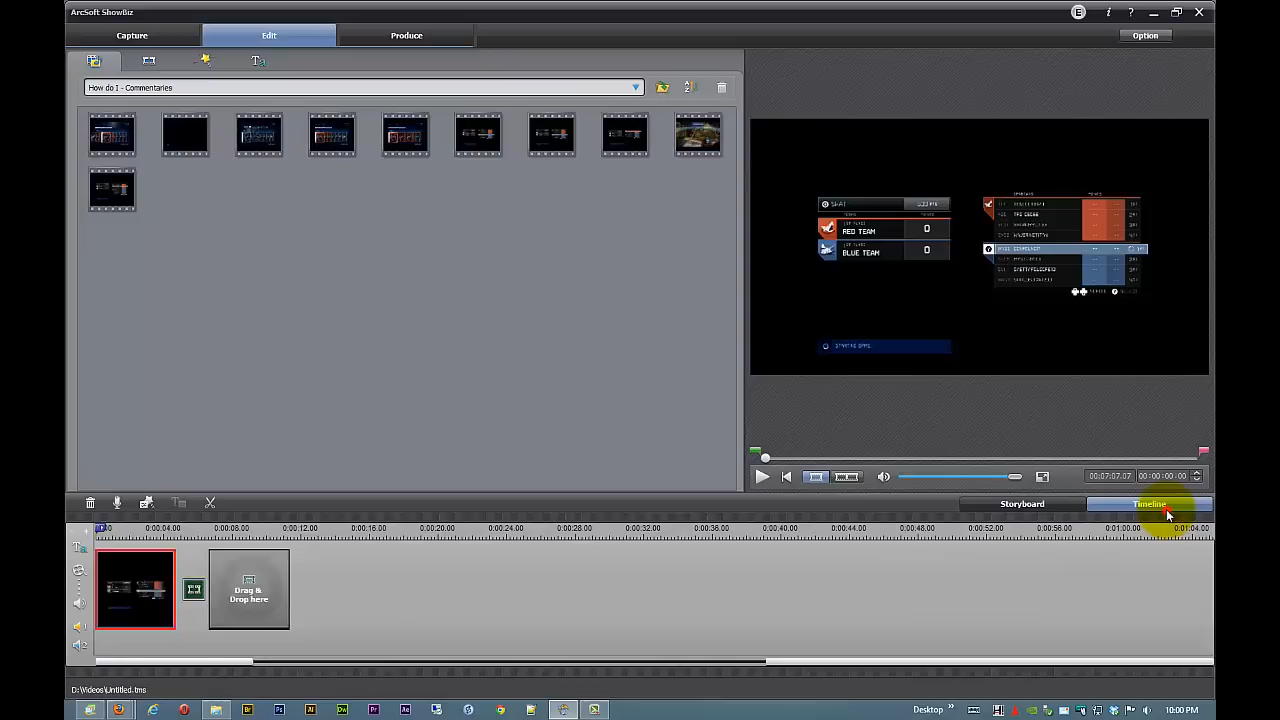 ArcSoft ShowBiz
Capture
Edit
Produce
Option
How do I - Commentaries
RED TEAM
0
BLUE TEAM
0
00:07:07.07
00:00:00:00
Storyboard
Timeline
0:00:04.00
0:00:08.00
0:00:12.00
0:00:16.00
0:00:20.00
0:00:24.00
0:00:28.00
0:00:32.00
0:00:36.00
0:00:40.00
0:00:44.00
0:00:48.00
0:00:52.00
0:00:56.00
0:01:00.00
0:01:04.00
Drag &
Drop here
D:\Videos\Untitled.tms
Desktop
10:00 PM